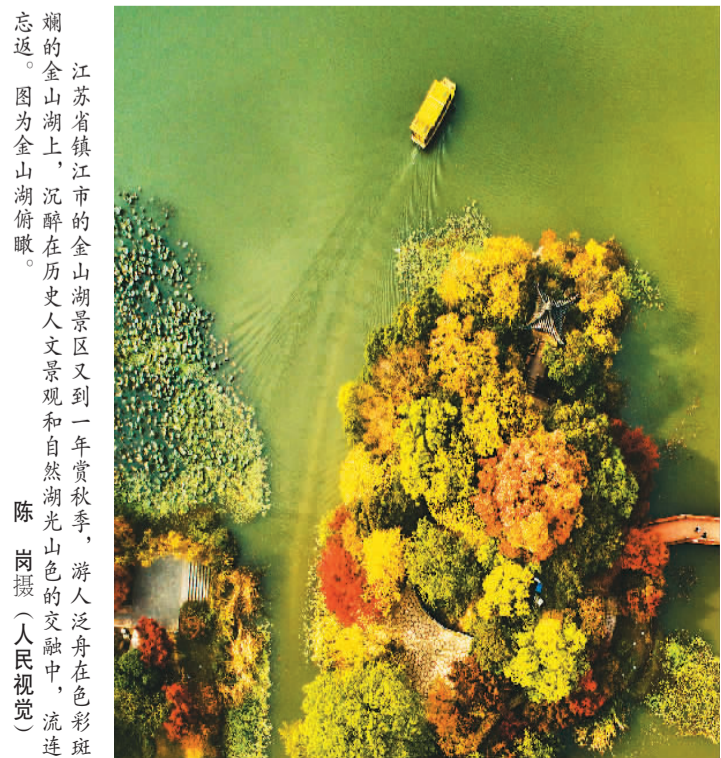 江苏省镇江市的金山湖景区又到一年赏秋季，游人泛舟在色彩斑
斓的金山湖上，沉醉在历史人文景观和自然湖光山色的交融中，流连
忘返。图为金山湖俯瞰。
陈　岗摄（人民视觉）